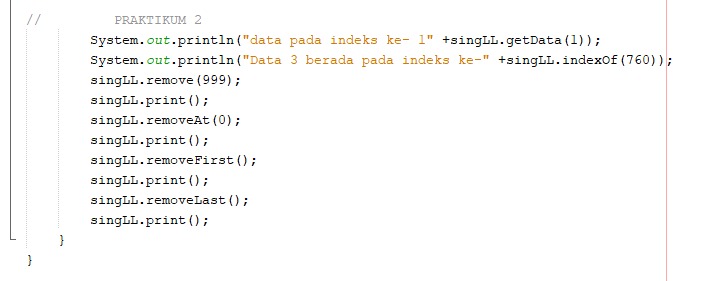 //         PRAKTIKUM 2
System.out.println("data pada indeks ke- 1" +singLL.getData(1));
System.out.println("Data 3 berada pada indeks ke-" +singLL.indexOf(760));
singLL.remove(999);
singLL.print();
singLL.removeAt(0);
singLL.print();
singLL.removeFirst();
singLL.print();
singLL.removeLast();
singLL.print();
}
}